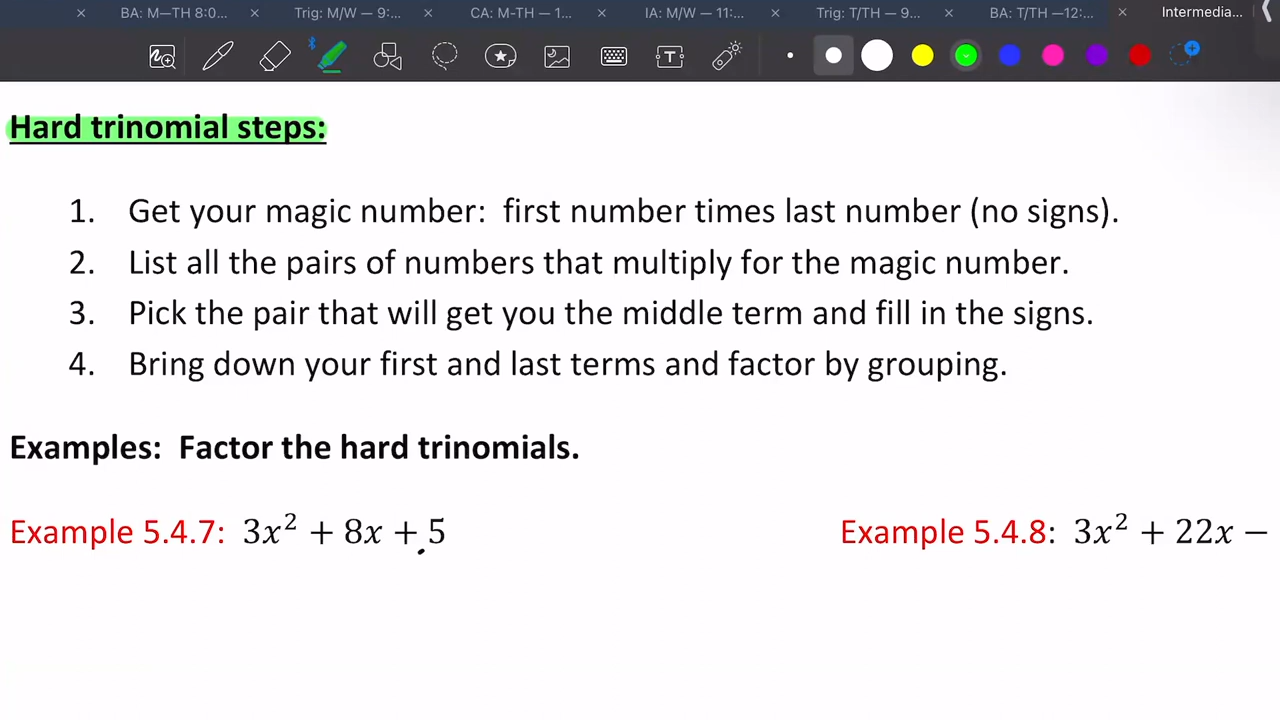 BA: M—TH 8:0... Trig: M/W — 9:... CA: M-TH — 1... IA: M/W — 11:... Trig: T/TH — 9... BA: T/TH —12:... Intermedia...
Hard trinomial steps:
1. Get your magic number: first number times last number (no signs).
2. List all the pairs of numbers that multiply for the magic number.
3. Pick the pair that will get you the middle term and fill in the signs.
4. Bring down your first and last terms and factor by grouping.
Examples: Factor the hard trinomials.
Example 5.4.7: 3x² + 8x + 5 Example 5.4.8: 3x² + 22x −